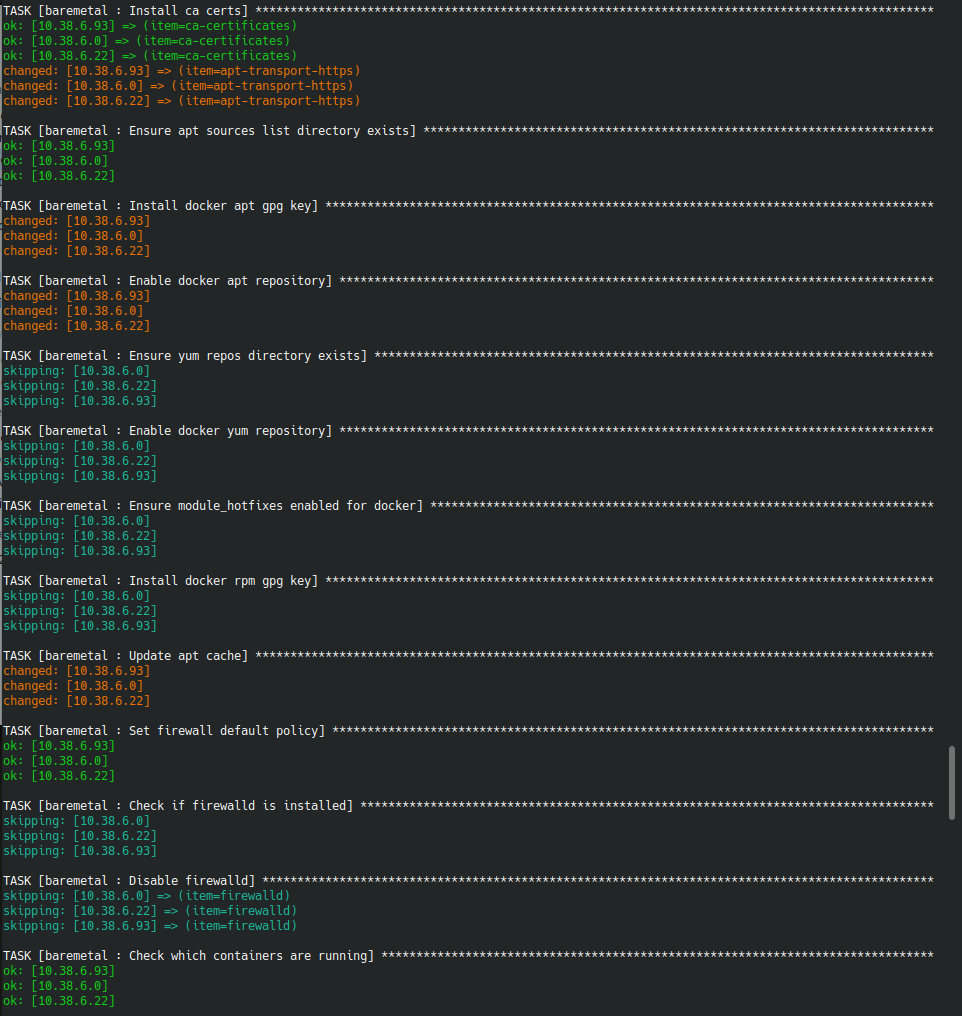 TASK [baremetal : Install ca certs] *************************************************************************************************
ok: [10.38.6.93] => (item=ca-certificates)
ok: [10.38.6.0] => (item=ca-certificates)
ok: [10.38.6.22] => (item=ca-certificates)
changed: [10.38.6.93] => (item=apt-transport-https)
changed: [10.38.6.0] => (item=apt-transport-https)
changed: [10.38.6.22] => (item=apt-transport-https)
TASK [baremetal : Ensure apt sources list directory exists] *************************************************************************
ok: [10.38.6.93]
ok: [10.38.6.0]
ok: [10.38.6.22]
TASK [baremetal : Install docker apt gpg key] ***************************************************************************************
changed: [10.38.6.93]
changed: [10.38.6.0]
changed: [10.38.6.22]
TASK [baremetal : Enable docker apt repository] *************************************************************************************
changed: [10.38.6.93]
changed: [10.38.6.0]
changed: [10.38.6.22]
TASK [baremetal : Ensure yum repos directory exists] ********************************************************************************
skipping: [10.38.6.0]
skipping: [10.38.6.22]
skipping: [10.38.6.93]
TASK [baremetal : Enable docker yum repository] *************************************************************************************
skipping: [10.38.6.0]
skipping: [10.38.6.22]
skipping: [10.38.6.93]
TASK [baremetal : Ensure module_hotfixes enabled for docker] ************************************************************************
skipping: [10.38.6.0]
skipping: [10.38.6.22]
skipping: [10.38.6.93]
TASK [baremetal : Install docker rpm gpg key] ***************************************************************************************
skipping: [10.38.6.0]
skipping: [10.38.6.22]
skipping: [10.38.6.93]
TASK [baremetal : Update apt cache] *************************************************************************************************
changed: [10.38.6.93]
changed: [10.38.6.0]
changed: [10.38.6.22]
TASK [baremetal : Set firewall default policy] **************************************************************************************
ok: [10.38.6.93]
ok: [10.38.6.0]
ok: [10.38.6.22]
TASK [baremetal : Check if firewalld is installed] **********************************************************************************
skipping: [10.38.6.0]
skipping: [10.38.6.22]
skipping: [10.38.6.93]
TASK [baremetal : Disable firewalld] ************************************************************************************************
skipping: [10.38.6.0] => (item=firewalld)
skipping: [10.38.6.22] => (item=firewalld)
skipping: [10.38.6.93] => (item=firewalld)
TASK [baremetal : Check which containers are running] *******************************************************************************
ok: [10.38.6.93]
ok: [10.38.6.0]
ok: [10.38.6.22]